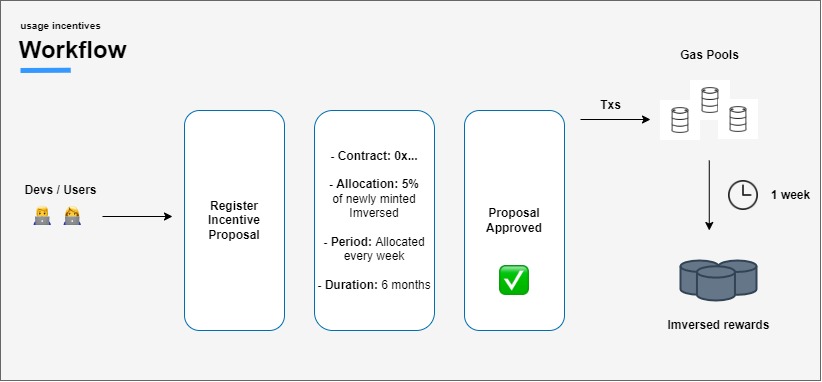 usage incentives
Workflow
Devs / Users
Register
Incentive
Proposal
- Contract: 0x...
- Allocation: 5%
of newly minted
Imversed
- Period: Allocated
every week
- Duration: 6 months
Proposal
Approved
Txs
Gas Pools
1 week
Imversed rewards